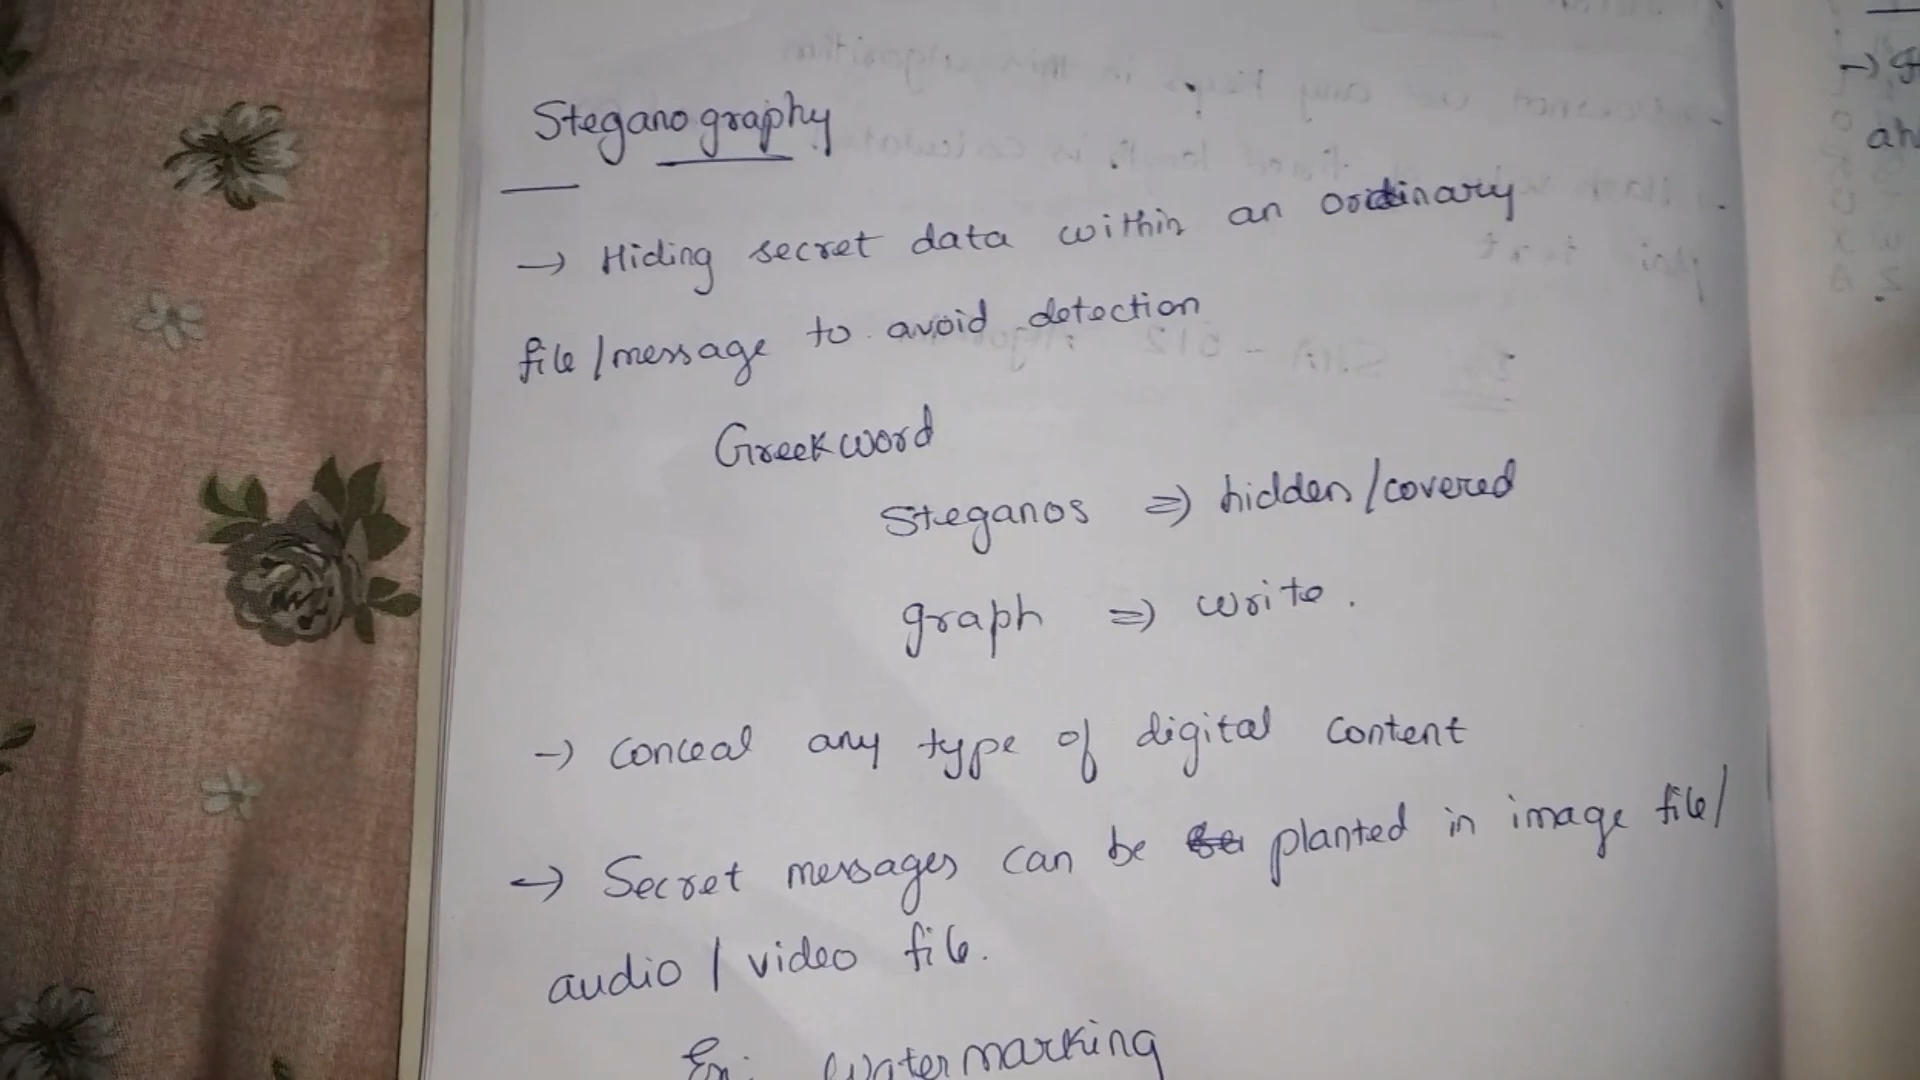 Steganography
→ Hiding secret data within an ordinary
file/message to avoid detection
Greek word
Steganos ⇒ hidden/covered
graph ⇒ write.
→ Conceal any type of digital content
→ Secret messages can be planted in image file/
audio / video file.
Ex: Watermarking